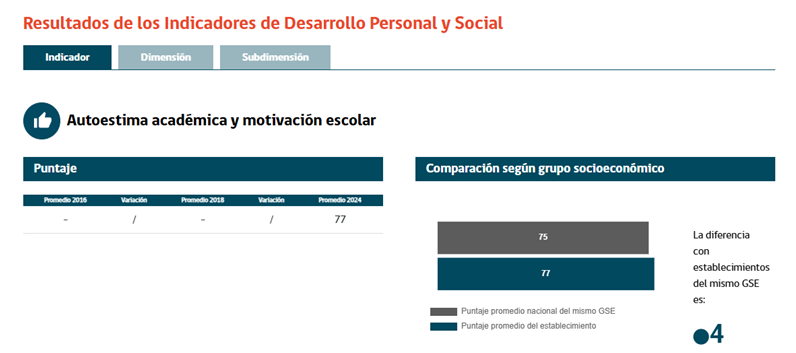 Resultados de los Indicadores de Desarrollo Personal y Social
Indicador
Dimensión
Subdimensión
Autoestima académica y motivación escolar
Puntaje
Promedio 2016 Variación Promedio 2018 Variación Promedio 2024
- / - / 77
Comparación según grupo socioeconómico
75
77
Puntaje promedio nacional del mismo GSE
Puntaje promedio del establecimiento
La diferencia
con
establecimientos
del mismo GSE
es:
4